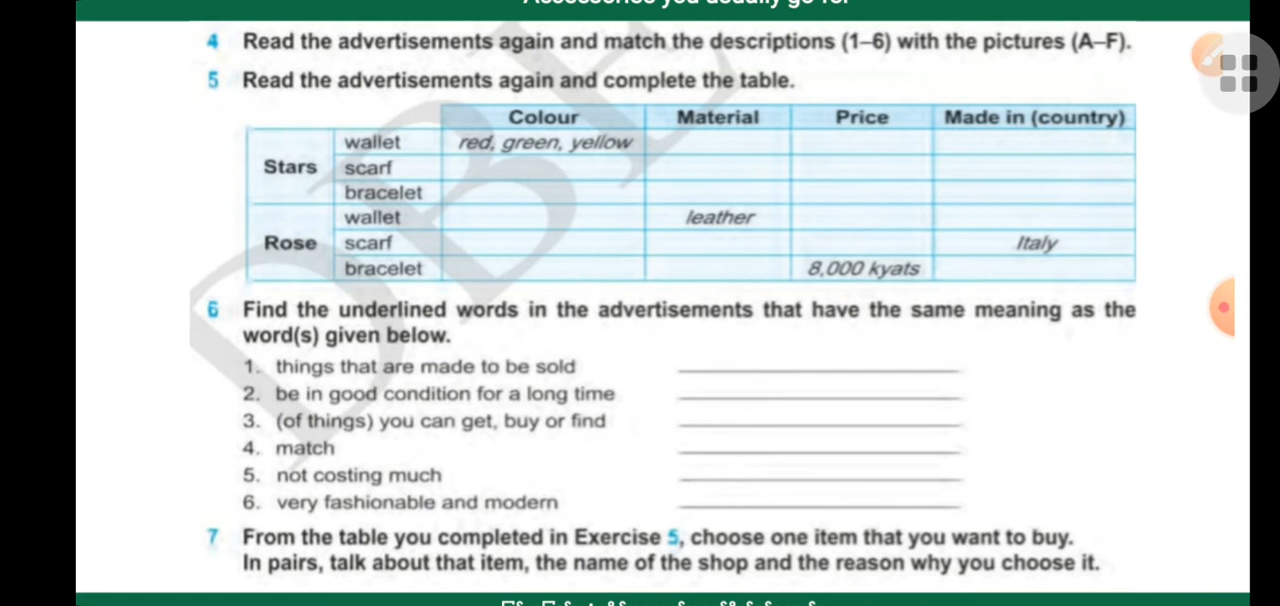 Accessories you usually go for
4 Read the advertisements again and match the descriptions (1–6) with the pictures (A–F).
5 Read the advertisements again and complete the table.
Colour Material Price Made in (country)
Stars wallet red, green, yellow
scarf
bracelet
Rose wallet leather
scarf Italy
bracelet 8,000 kyats
6 Find the underlined words in the advertisements that have the same meaning as the
word(s) given below.
1. things that are made to be sold
2. be in good condition for a long time
3. (of things) you can get, buy or find
4. match
5. not costing much
6. very fashionable and modern
7 From the table you completed in Exercise 5, choose one item that you want to buy.
In pairs, talk about that item, the name of the shop and the reason why you choose it.
DBE